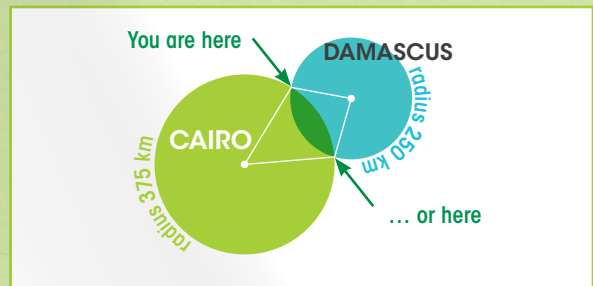 You are here
DAMASCUS
radius 250 km
CAIRO
radius 375 km
... or here